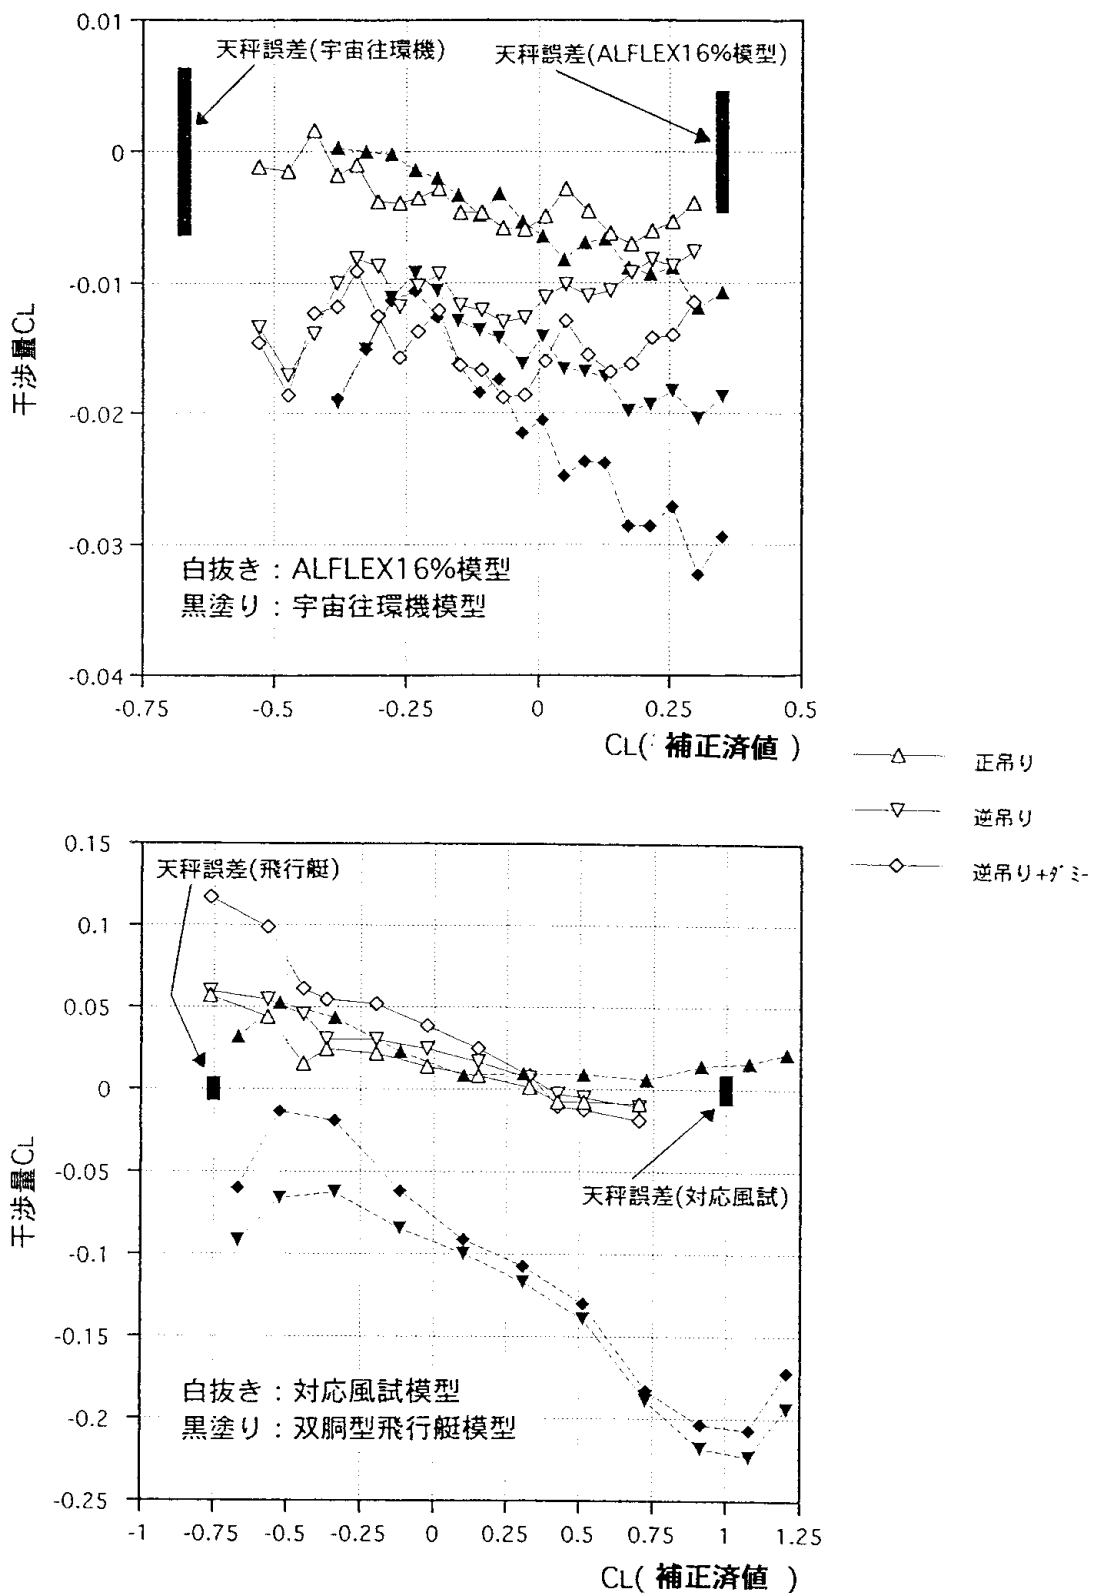 0.01
天秤誤差(宇宙往環機)
天秤誤差(ALFLEX16%模型)
0
-0.01
干渉量CL
-0.02
-0.03
白抜き：ALFLEX16%模型
黒塗り：宇宙往環機模型
-0.04
-0.75
-0.5
-0.25
0
0.25
0.5
CL( 補正済値 )
正吊り
逆吊り
逆吊り+ダミー
0.15
天秤誤差(飛行艇)
0.1
0.05
0
-0.05
干渉量CL
天秤誤差(対応風試)
-0.1
-0.15
白抜き：対応風試模型
黒塗り：双胴型飛行艇模型
-0.2
-0.25
-1
-0.75
-0.5
-0.25
0
0.25
0.5
0.75
1
1.25
CL( 補正済値 )